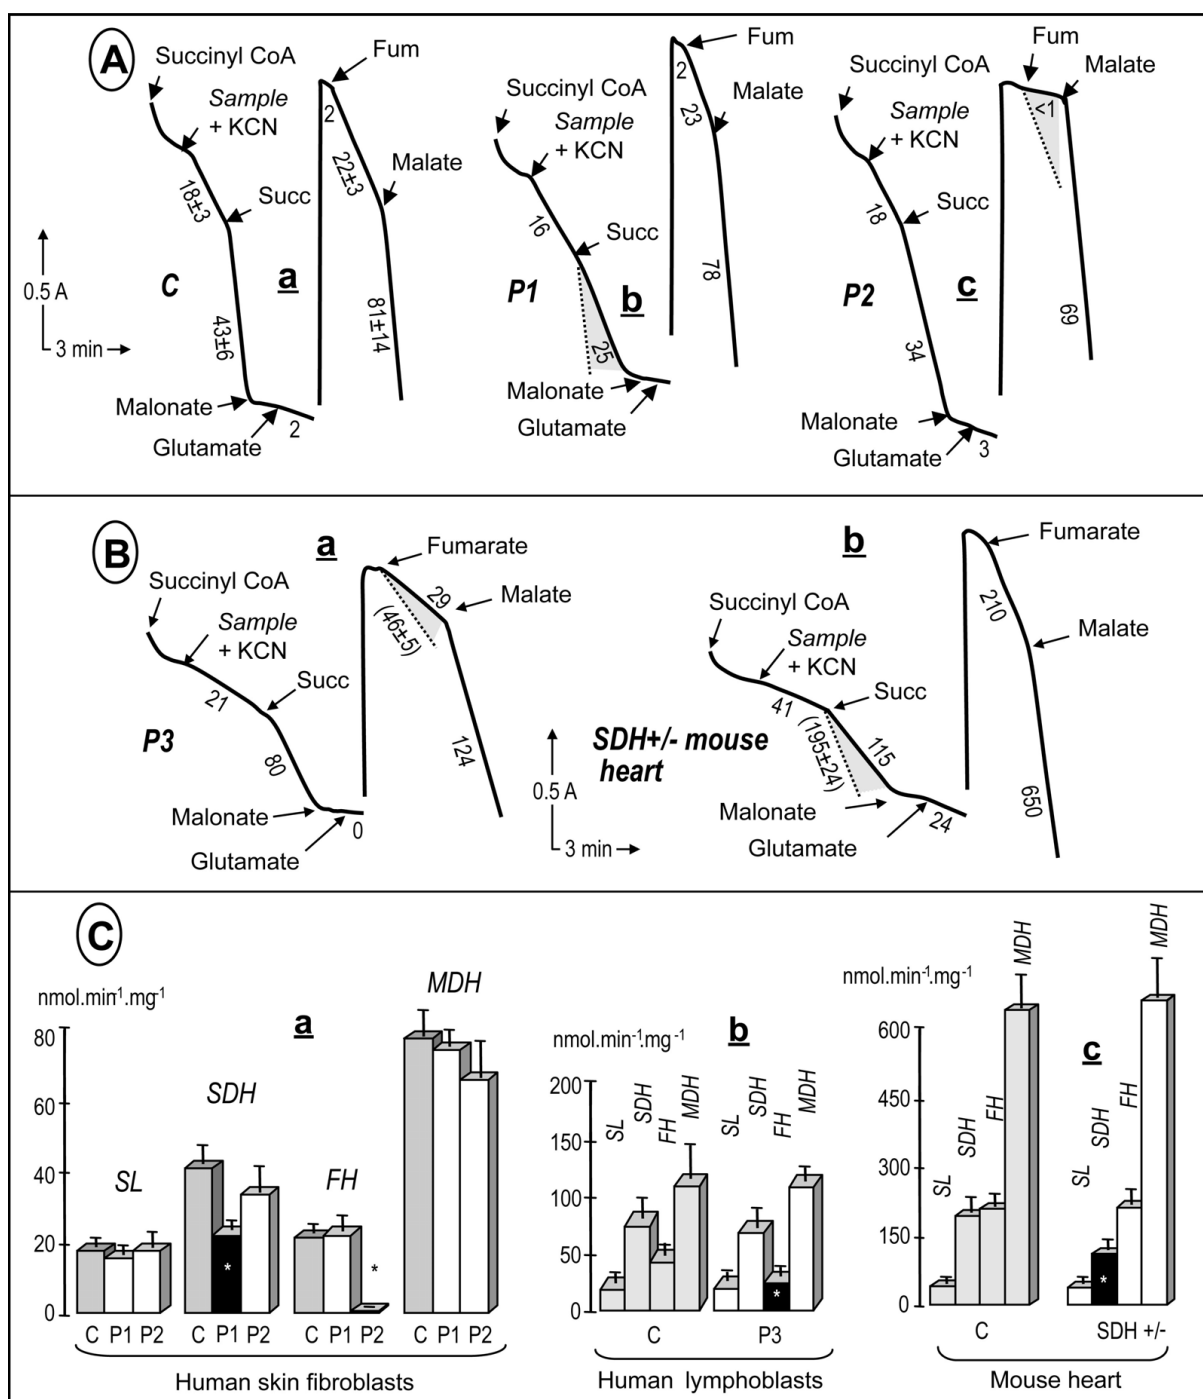 A
Succinyl CoA
Sample
+ KCN
18±3
Succ
43±6
C
a
Malonate
Glutamate
2
Fum
2
22±3
Malate
81±14
0.5 A
3 min
Succinyl CoA
Sample
+ KCN
16
Succ
P1
b
25
Malonate
Glutamate
Fum
2
23
Malate
78
Succinyl CoA
Sample
+ KCN
18
Succ
P2
c
34
Malonate
Glutamate
3
Fum
Malate
<1
69
B
a
Succinyl CoA
Sample
+ KCN
21
Succ
P3
80
Malonate
Glutamate
0
Fumarate
29
(46±5)
Malate
124
0.5 A
3 min
b
Succinyl CoA
Sample
+ KCN
41
Succ
(195±24)
115
SDH+/- mouse
heart
Malonate
Glutamate
24
Fumarate
210
Malate
650
C
nmol.min-1.mg-1
a
80
60
40
20
0
SL
SDH
FH
MDH
*
*
C P1 P2
C P1 P2
C P1 P2
C P1 P2
Human skin fibroblasts
nmol.min-1.mg-1
b
200
150
100
50
0
SL
SDH
FH
MDH
SL
SDH
FH
MDH
*
C
P3
Human lymphoblasts
nmol.min-1.mg-1
c
600
450
300
150
0
SL
SDH
FH
MDH
SL
SDH
FH
MDH
*
C
SDH +/-
Mouse heart